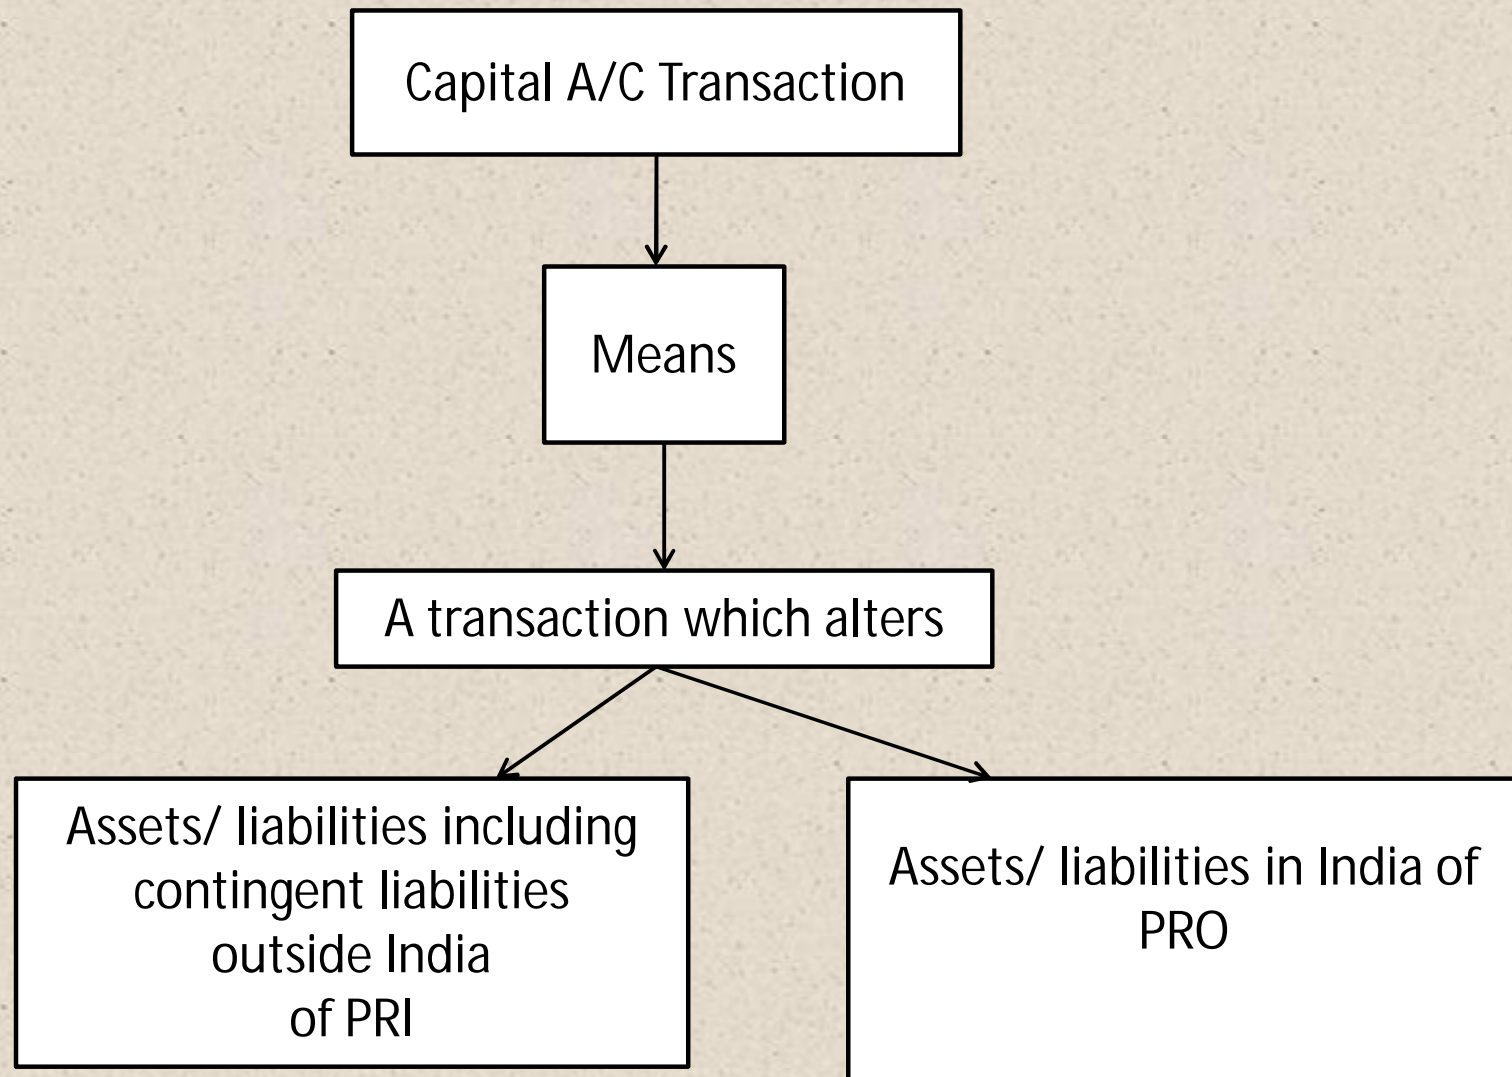 Capital A/C Transaction
Means
A transaction which alters
Assets/ liabilities including
contingent liabilities
outside India
of PRI
Assets/ liabilities in India of
PRO